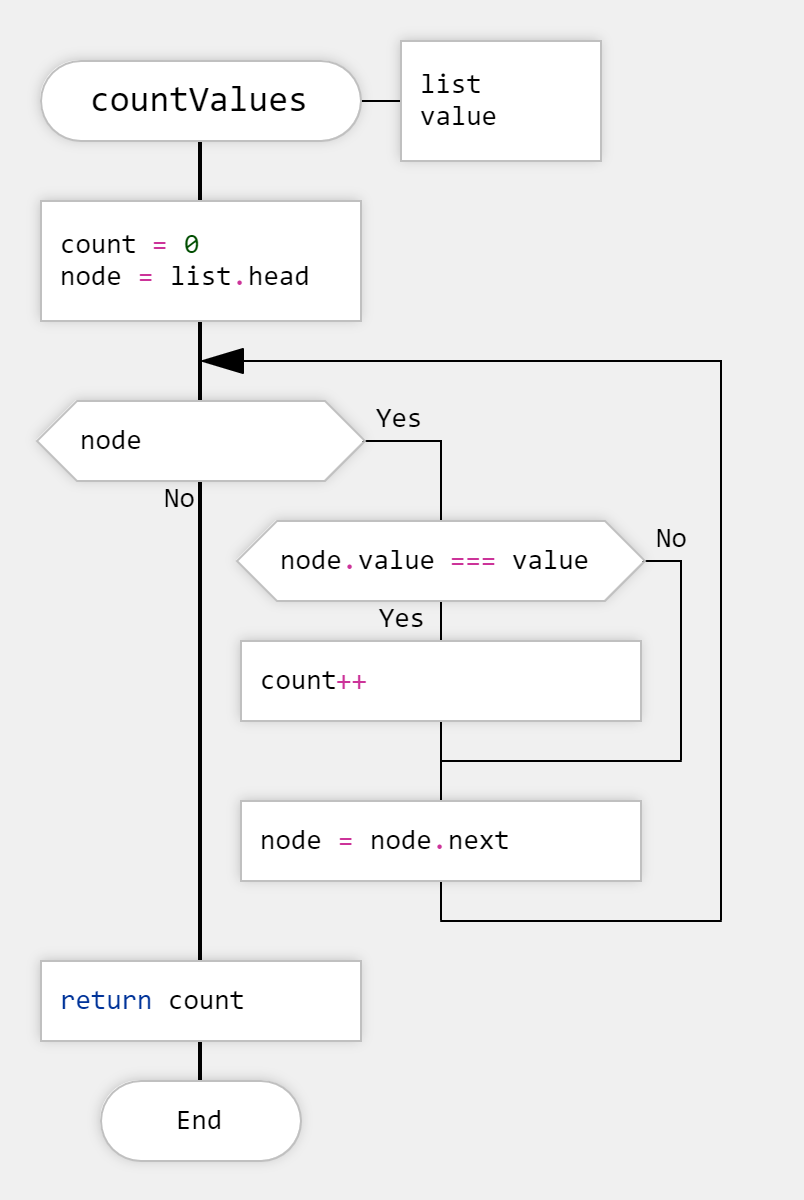 countValues
list
value
count = 0
node = list.head
node
Yes
No
node.value === value
No
Yes
count++
node = node.next
return count
End